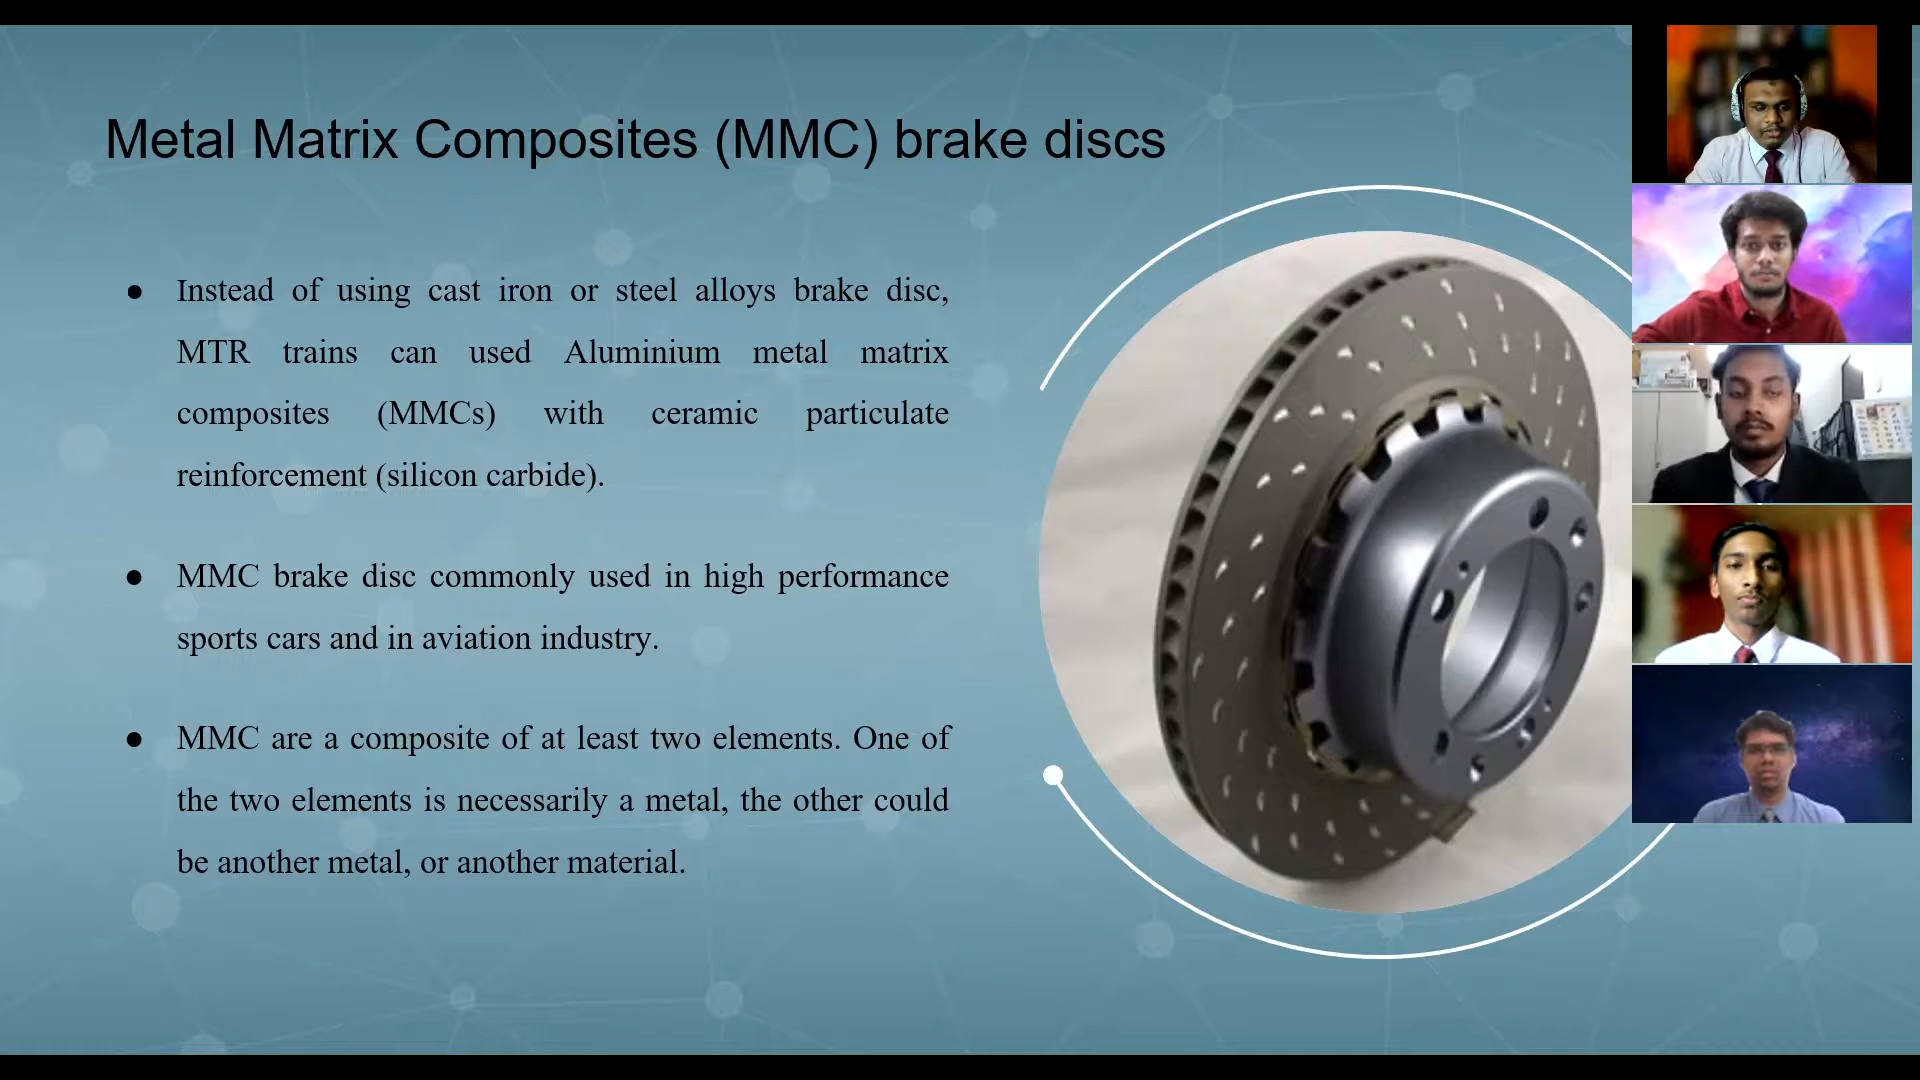 Metal Matrix Composites (MMC) brake discs
● Instead of using cast iron or steel alloys brake disc,
MTR trains can used Aluminium metal matrix
composites (MMCs) with ceramic particulate
reinforcement (silicon carbide).
● MMC brake disc commonly used in high performance
sports cars and in aviation industry.
● MMC are a composite of at least two elements. One of
the two elements is necessarily a metal, the other could
be another metal, or another material.